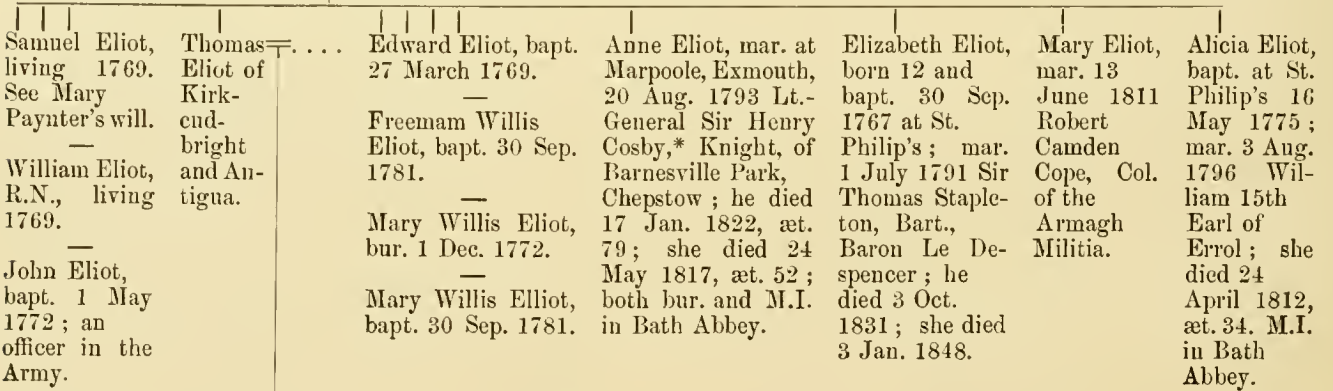 Samuel Eliot,
living 1769.
See Mary
Paynter's will.
—
William Eliot,
R.N., living
1769.
—
John Eliot,
bapt. 1 May
1772 ; an
officer in the
Army.
Thomas=....
Eliot of
Kirk-
cud-
bright
and An-
tigua.
Edward Eliot, bapt.
27 March 1769.
—
Freemam Willis
Eliot, bapt. 30 Sep.
1781.
—
Mary Willis Eliot,
bur. 1 Dec. 1772.
—
Mary Willis Elliot,
bapt. 30 Sep. 1781.
Anne Eliot, mar. at
Marpoole, Exmouth,
20 Aug. 1793 Lt.-
General Sir Henry
Cosby,* Knight, of
Barnesville Park,
Chepstow ; he died
17 Jan. 1822, æt.
79 ; she died 24
May 1817, æt. 52 ;
both bur. and M.I.
in Bath Abbey.
Elizabeth Eliot,
born 12 and
bapt. 30 Sep.
1767 at St.
Philip's ; mar.
1 July 1791 Sir
Thomas Staple-
ton, Bart.,
Baron Le De-
spencer ; he
died 3 Oct.
1831 ; she died
3 Jan. 1848.
Mary Eliot,
mar. 13
June 1811
Robert
Camden
Cope, Col.
of the
Armagh
Militia.
Alicia Eliot,
bapt. at St.
Philip's 16
May 1775 ;
mar. 3 Aug.
1796 Wil-
liam 15th
Earl of
Errol ; she
died 24
April 1812,
æt. 34. M.I.
in Bath
Abbey.